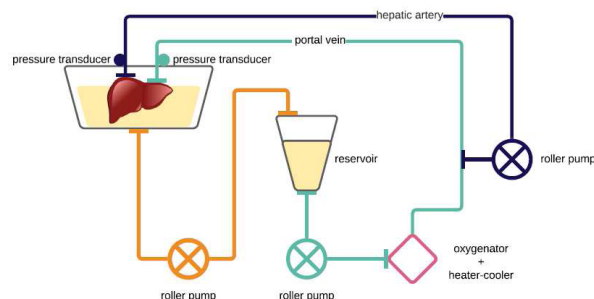 hepatic artery
portal vein
pressure transducer
pressure transducer
reservoir
roller pump
oxygenator
+
heater-cooler
roller pump
roller pump